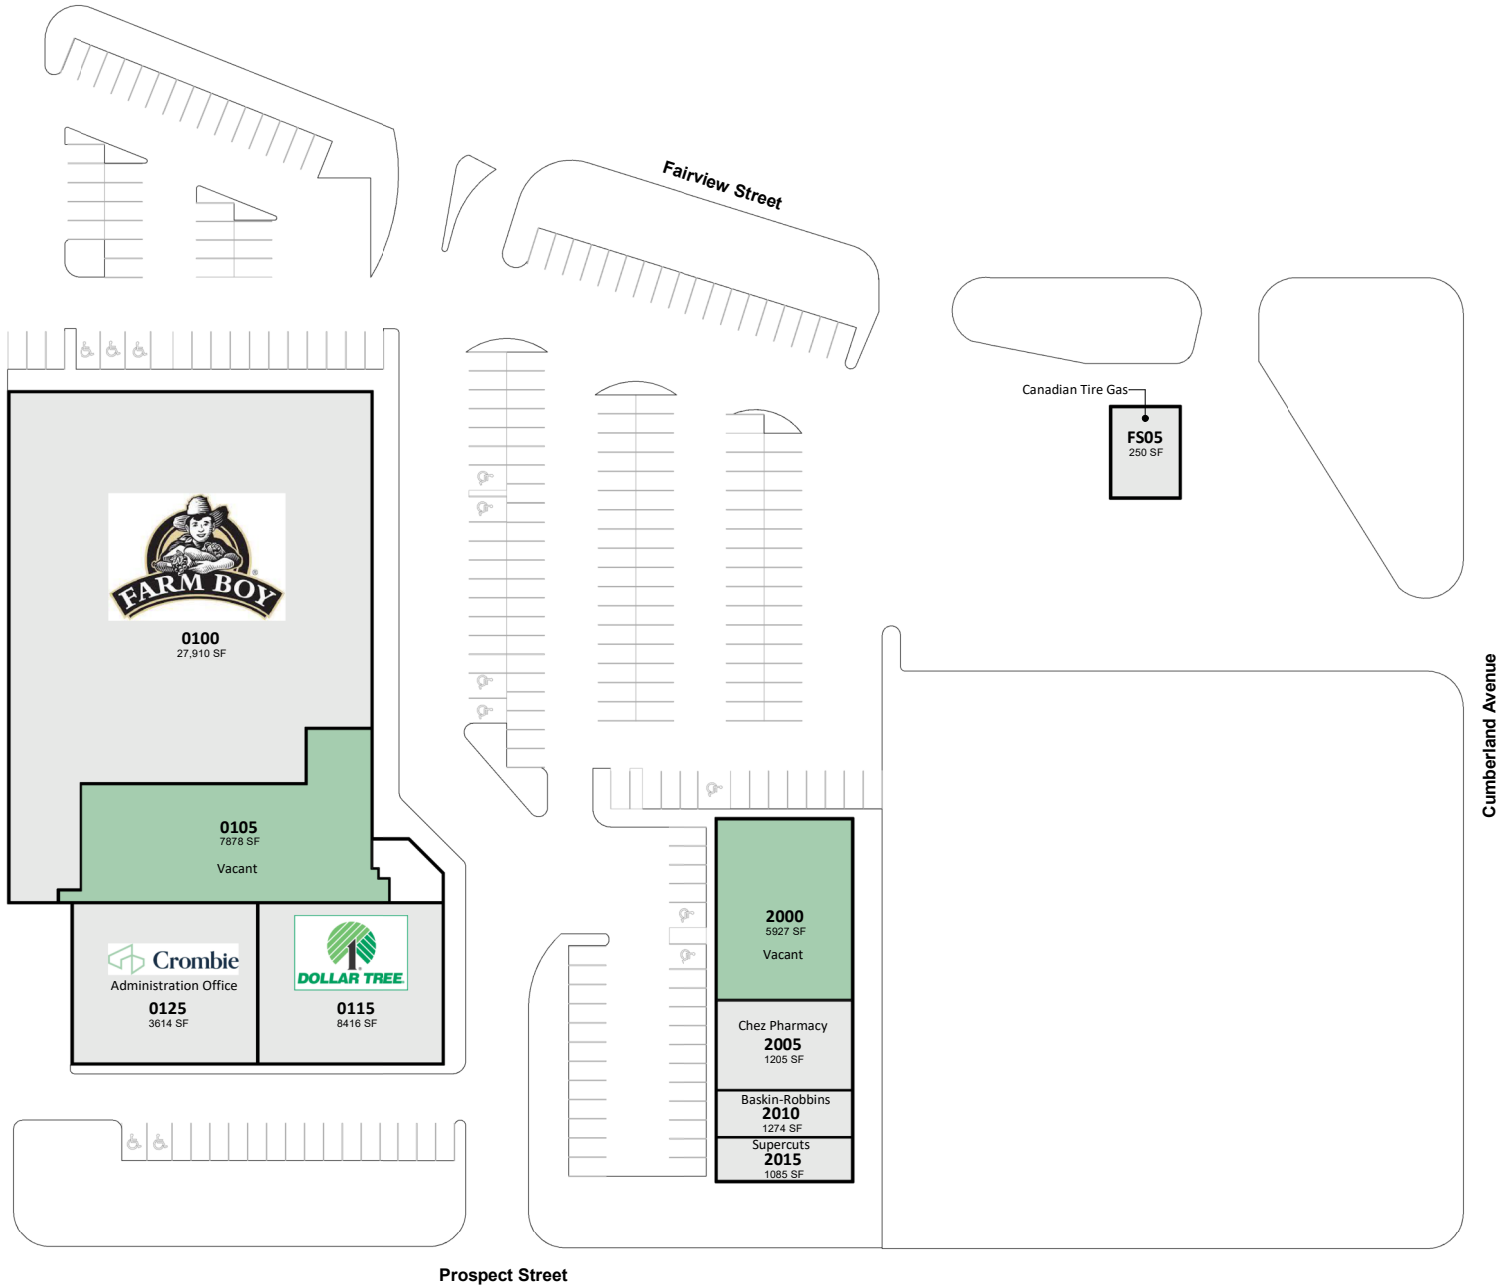 Fairview Street
Canadian Tire Gas
FS05
250 SF
FARM BOY
®
0100
27,910 SF
Cumberland Avenue
0105
7878 SF
Vacant
2000
5927 SF
Vacant
Crombie
Administration Office
0125
3614 SF
DOLLAR TREE
0115
8416 SF
Chez Pharmacy
2005
1205 SF
Baskin-Robbins
2010
1274 SF
Supercuts
2015
1085 SF
Prospect Street